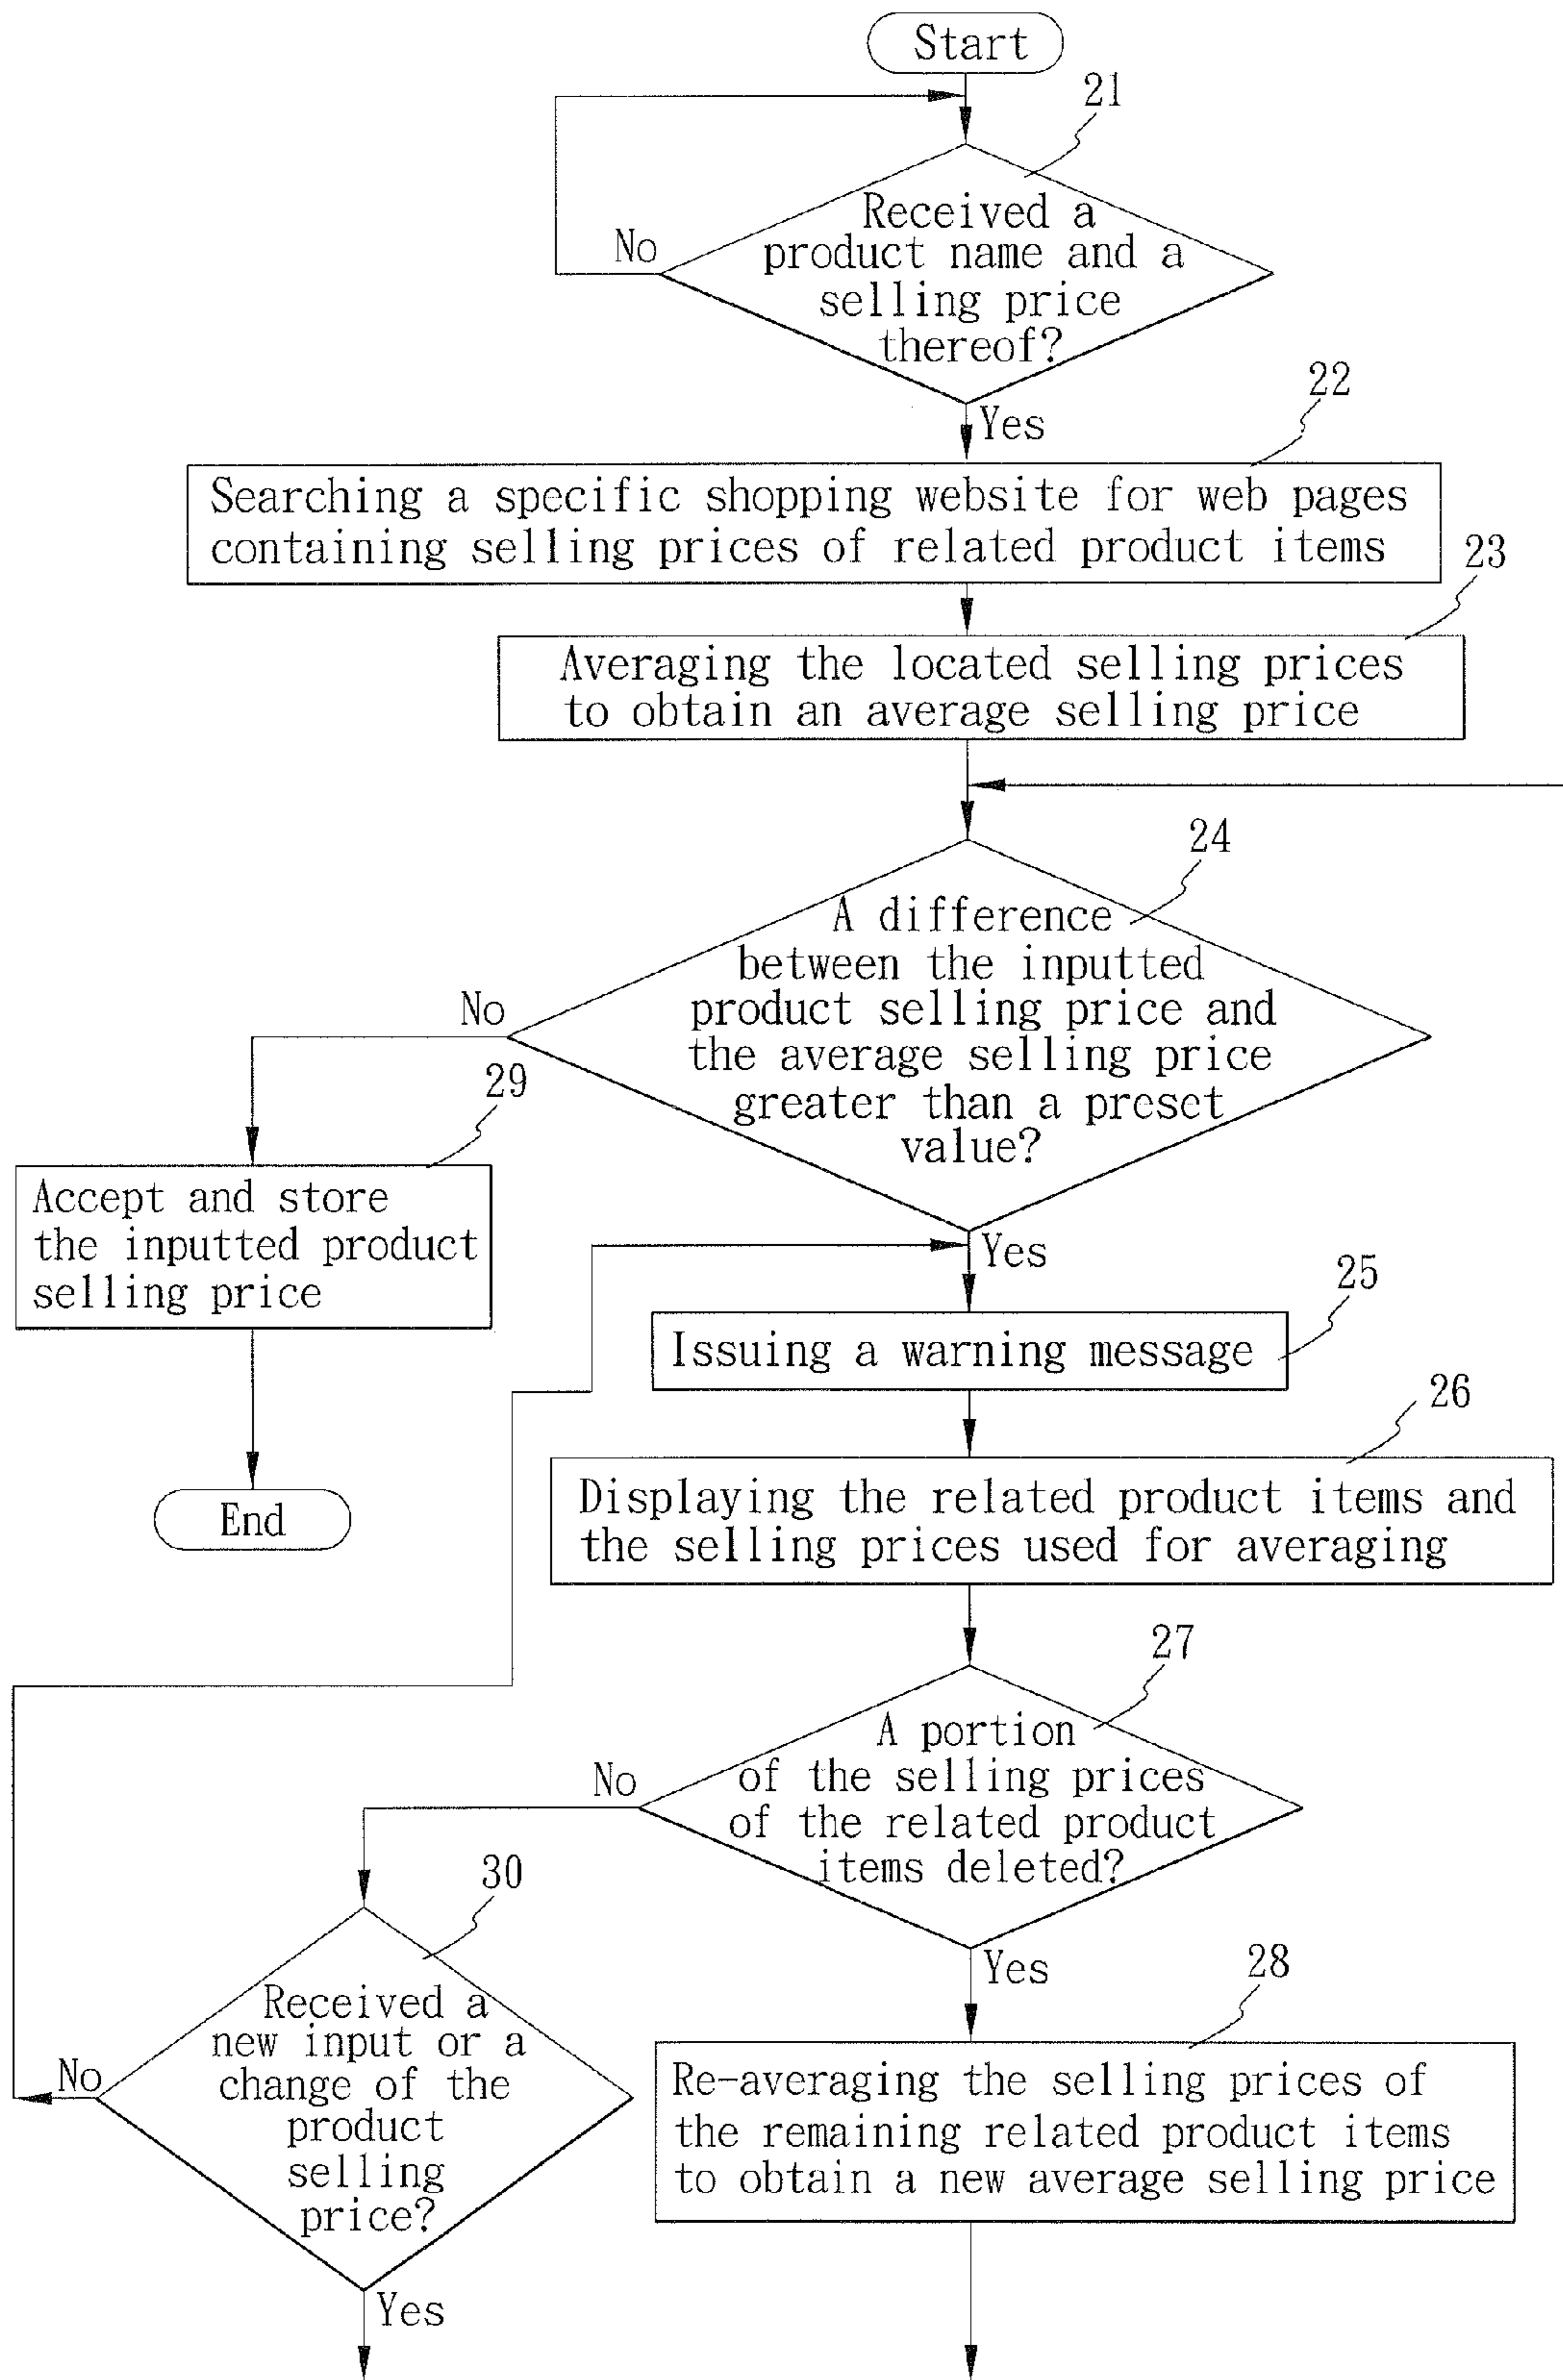 Start
21
Received a
product name and a
selling price
thereof?
No
Yes
22
Searching a specific shopping website for web pages
containing selling prices of related product items
23
Averaging the located selling prices
to obtain an average selling price
24
A difference
between the inputted
product selling price and
the average selling price
greater than a preset
value?
No
Yes
29
Accept and store
the inputted product
selling price
End
25
Issuing a warning message
26
Displaying the related product items and
the selling prices used for averaging
27
A portion
of the selling prices
of the related product
items deleted?
No
Yes
30
Received a
new input or a
change of the
product
selling
price?
No
Yes
28
Re-averaging the selling prices of
the remaining related product items
to obtain a new average selling price